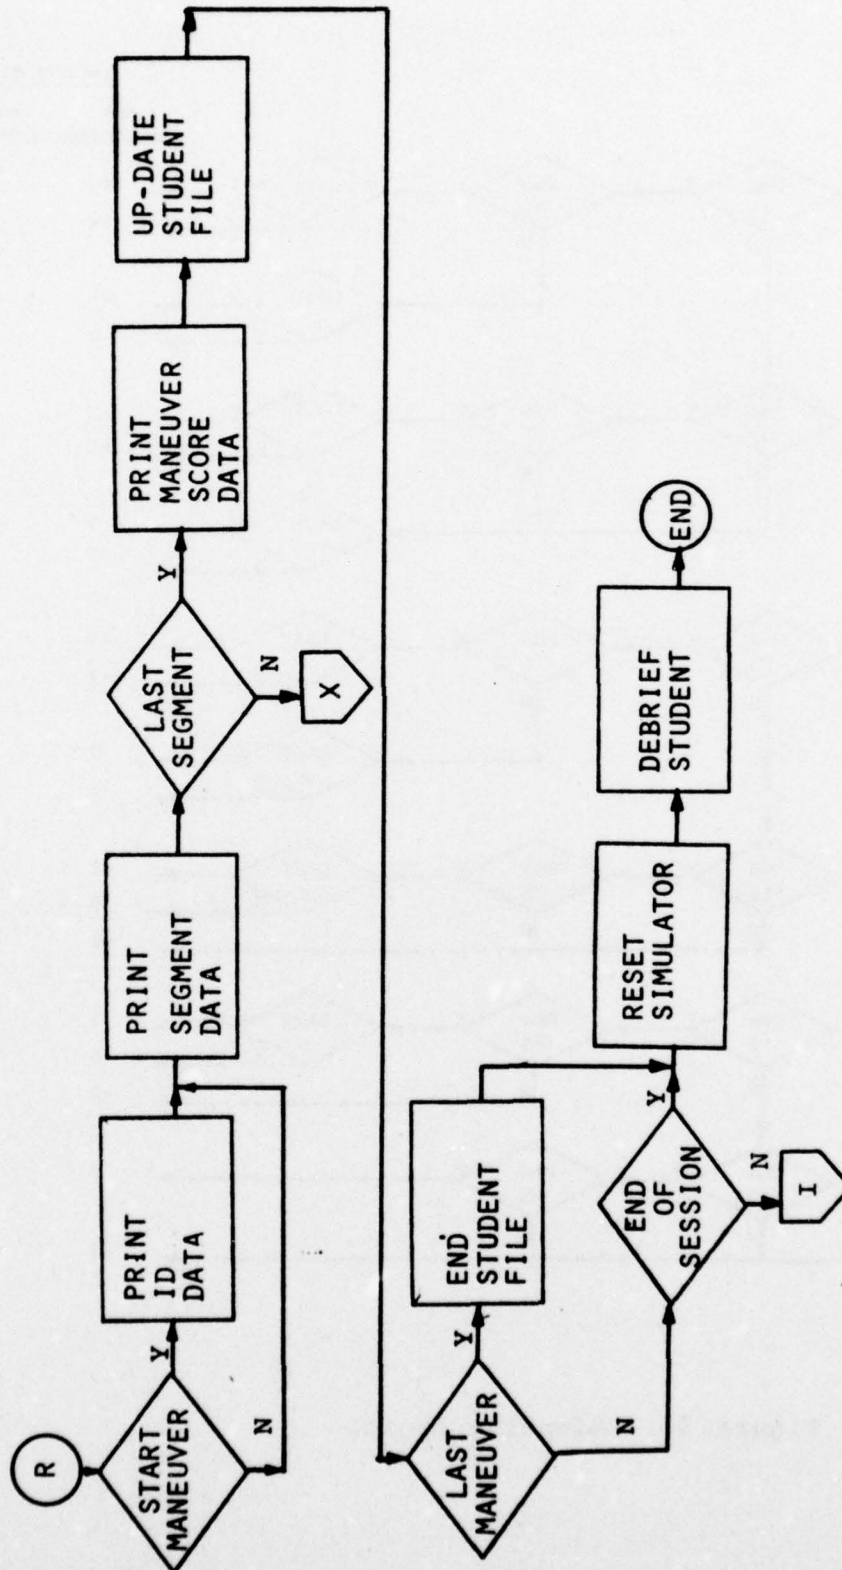 R
START
MANEUVER
Y
N
PRINT
ID
DATA
PRINT
SEGMENT
DATA
LAST
SEGMENT
Y
N
X
PRINT
MANEUVER
SCORE
DATA
UP-DATE
STUDENT
FILE
LAST
MANEUVER
Y
N
END
STUDENT
FILE
END
OF
SESSION
Y
N
I
RESET
SIMULATOR
DEBRIEF
STUDENT
END